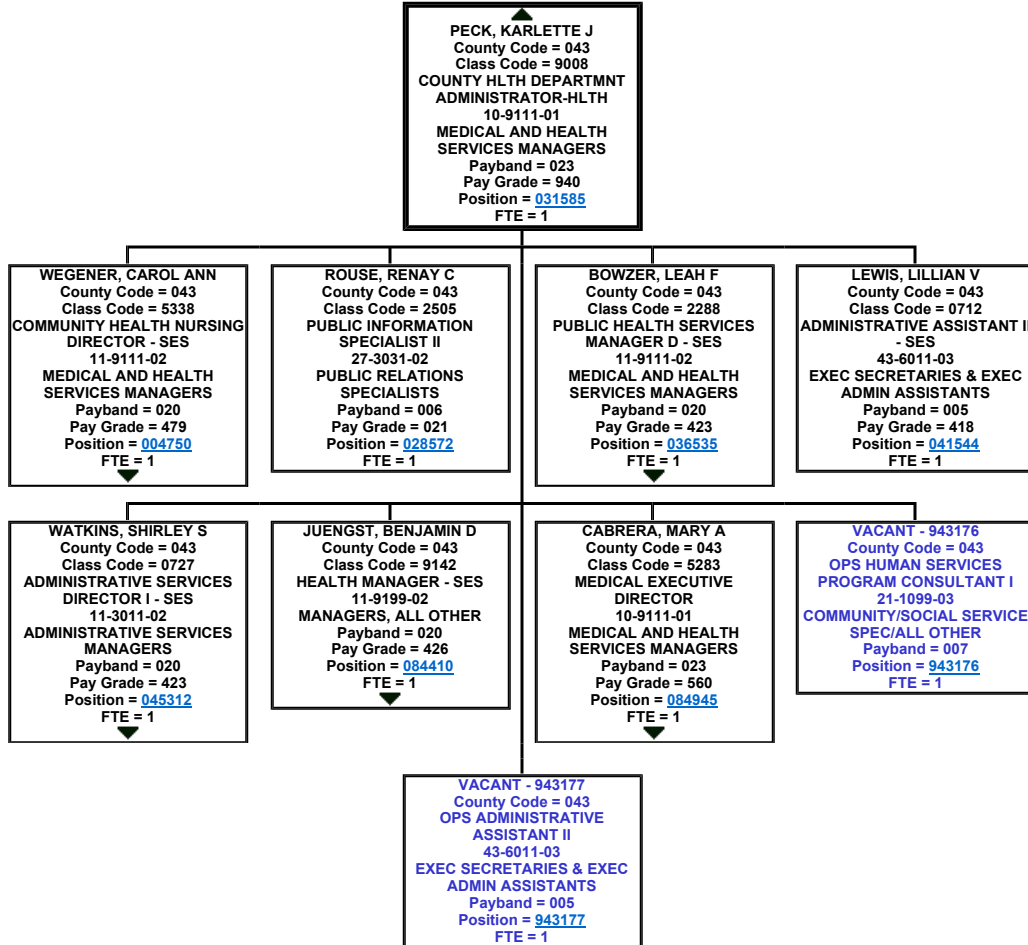 PECK, KARLETTE J
County Code = 043
Class Code = 9008
COUNTY HLTH DEPARTMNT
ADMINISTRATOR-HLTH
10-9111-01
MEDICAL AND HEALTH
SERVICES MANAGERS
Payband = 023
Pay Grade = 940
Position = 031585
FTE = 1
WEGENER, CAROL ANN
County Code = 043
Class Code = 5338
COMMUNITY HEALTH NURSING
DIRECTOR - SES
11-9111-02
MEDICAL AND HEALTH
SERVICES MANAGERS
Payband = 020
Pay Grade = 479
Position = 004750
FTE = 1
ROUSE, RENAY C
County Code = 043
Class Code = 2505
PUBLIC INFORMATION
SPECIALIST II
27-3031-02
PUBLIC RELATIONS
SPECIALISTS
Payband = 006
Pay Grade = 021
Position = 028572
FTE = 1
BOWZER, LEAH F
County Code = 043
Class Code = 2288
PUBLIC HEALTH SERVICES
MANAGER D - SES
11-9111-02
MEDICAL AND HEALTH
SERVICES MANAGERS
Payband = 020
Pay Grade = 423
Position = 036535
FTE = 1
LEWIS, LILLIAN V
County Code = 043
Class Code = 0712
ADMINISTRATIVE ASSISTANT II
- SES
43-6011-03
EXEC SECRETARIES & EXEC
ADMIN ASSISTANTS
Payband = 005
Pay Grade = 418
Position = 041544
FTE = 1
WATKINS, SHIRLEY S
County Code = 043
Class Code = 0727
ADMINISTRATIVE SERVICES
DIRECTOR I - SES
11-3011-02
ADMINISTRATIVE SERVICES
MANAGERS
Payband = 020
Pay Grade = 423
Position = 045312
FTE = 1
JUENGST, BENJAMIN D
County Code = 043
Class Code = 9142
HEALTH MANAGER - SES
11-9199-02
MANAGERS, ALL OTHER
Payband = 020
Pay Grade = 426
Position = 084410
FTE = 1
CABRERA, MARY A
County Code = 043
Class Code = 5283
MEDICAL EXECUTIVE
DIRECTOR
10-9111-01
MEDICAL AND HEALTH
SERVICES MANAGERS
Payband = 023
Pay Grade = 560
Position = 084945
FTE = 1
VACANT - 943176
County Code = 043
OPS HUMAN SERVICES
PROGRAM CONSULTANT I
21-1099-03
COMMUNITY/SOCIAL SERVICE
SPEC/ALL OTHER
Payband = 007
Position = 943176
FTE = 1
VACANT - 943177
County Code = 043
OPS ADMINISTRATIVE
ASSISTANT II
43-6011-03
EXEC SECRETARIES & EXEC
ADMIN ASSISTANTS
Payband = 005
Position = 943177
FTE = 1